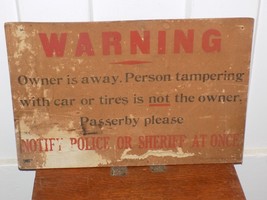 WARNING
Owner is away. Person tampering
with car or tires is not the owner.
Passerby please
NOTIFY POLICE OR SHERIFF AT ONCE